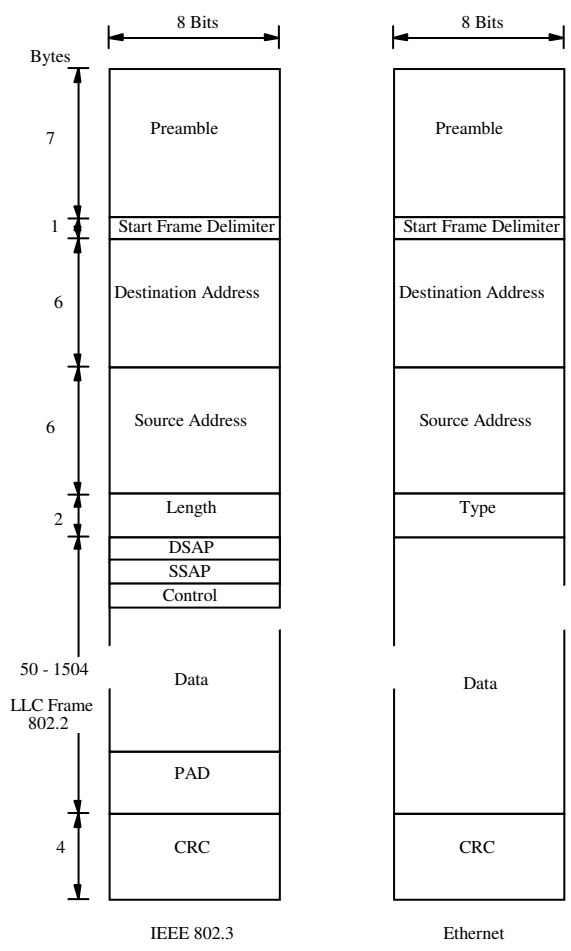 8 Bits
8 Bits
Bytes
7
Preamble
Preamble
1
Start Frame Delimiter
Start Frame Delimiter
6
Destination Address
Destination Address
6
Source Address
Source Address
2
Length
Type
DSAP
SSAP
Control
50 - 1504
LLC Frame
802.2
Data
Data
PAD
4
CRC
CRC
IEEE 802.3
Ethernet